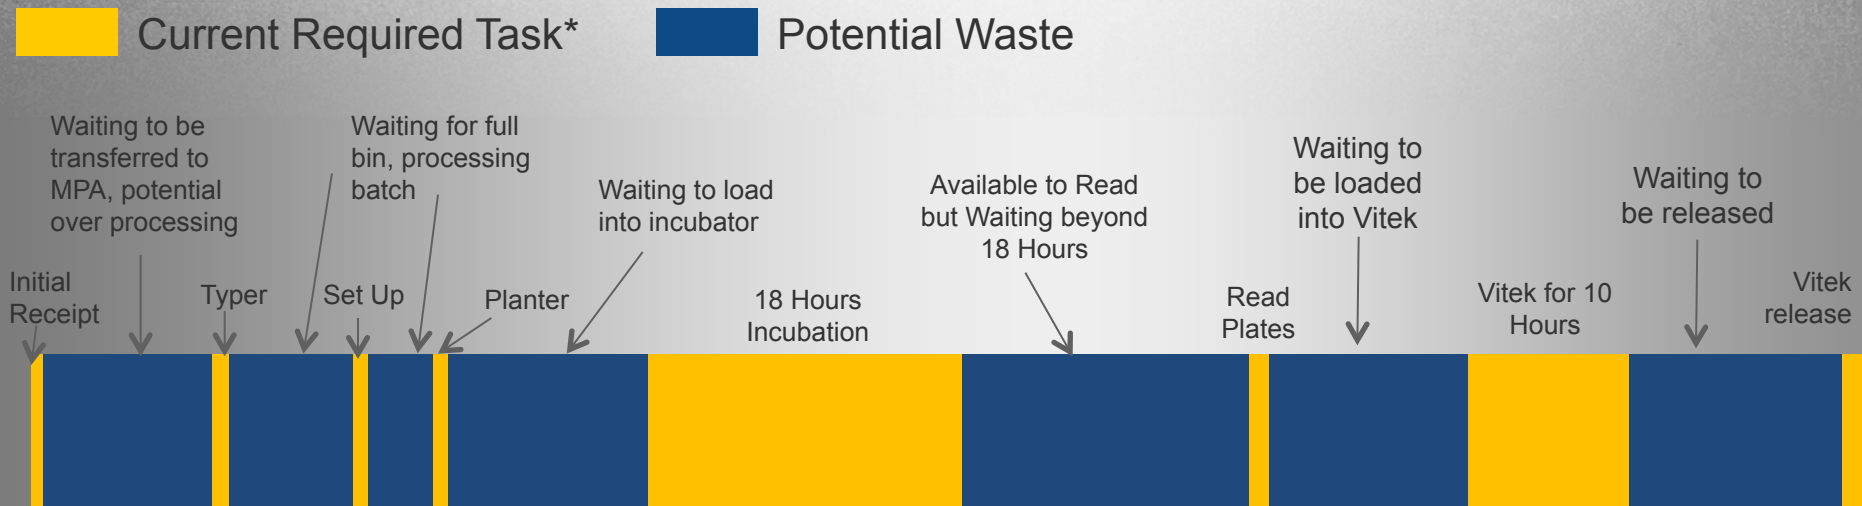 Current Required Task*
Potential Waste
Waiting to be
transferred to
MPA, potential
over processing
Waiting for full
bin, processing
batch
Waiting to load
into incubator
Available to Read
but Waiting beyond
18 Hours
Waiting to
be loaded
into Vitek
Waiting to
be released
Initial
Receipt
Typer
Set Up
Planter
18 Hours
Incubation
Read
Plates
Vitek for 10
Hours
Vitek
release